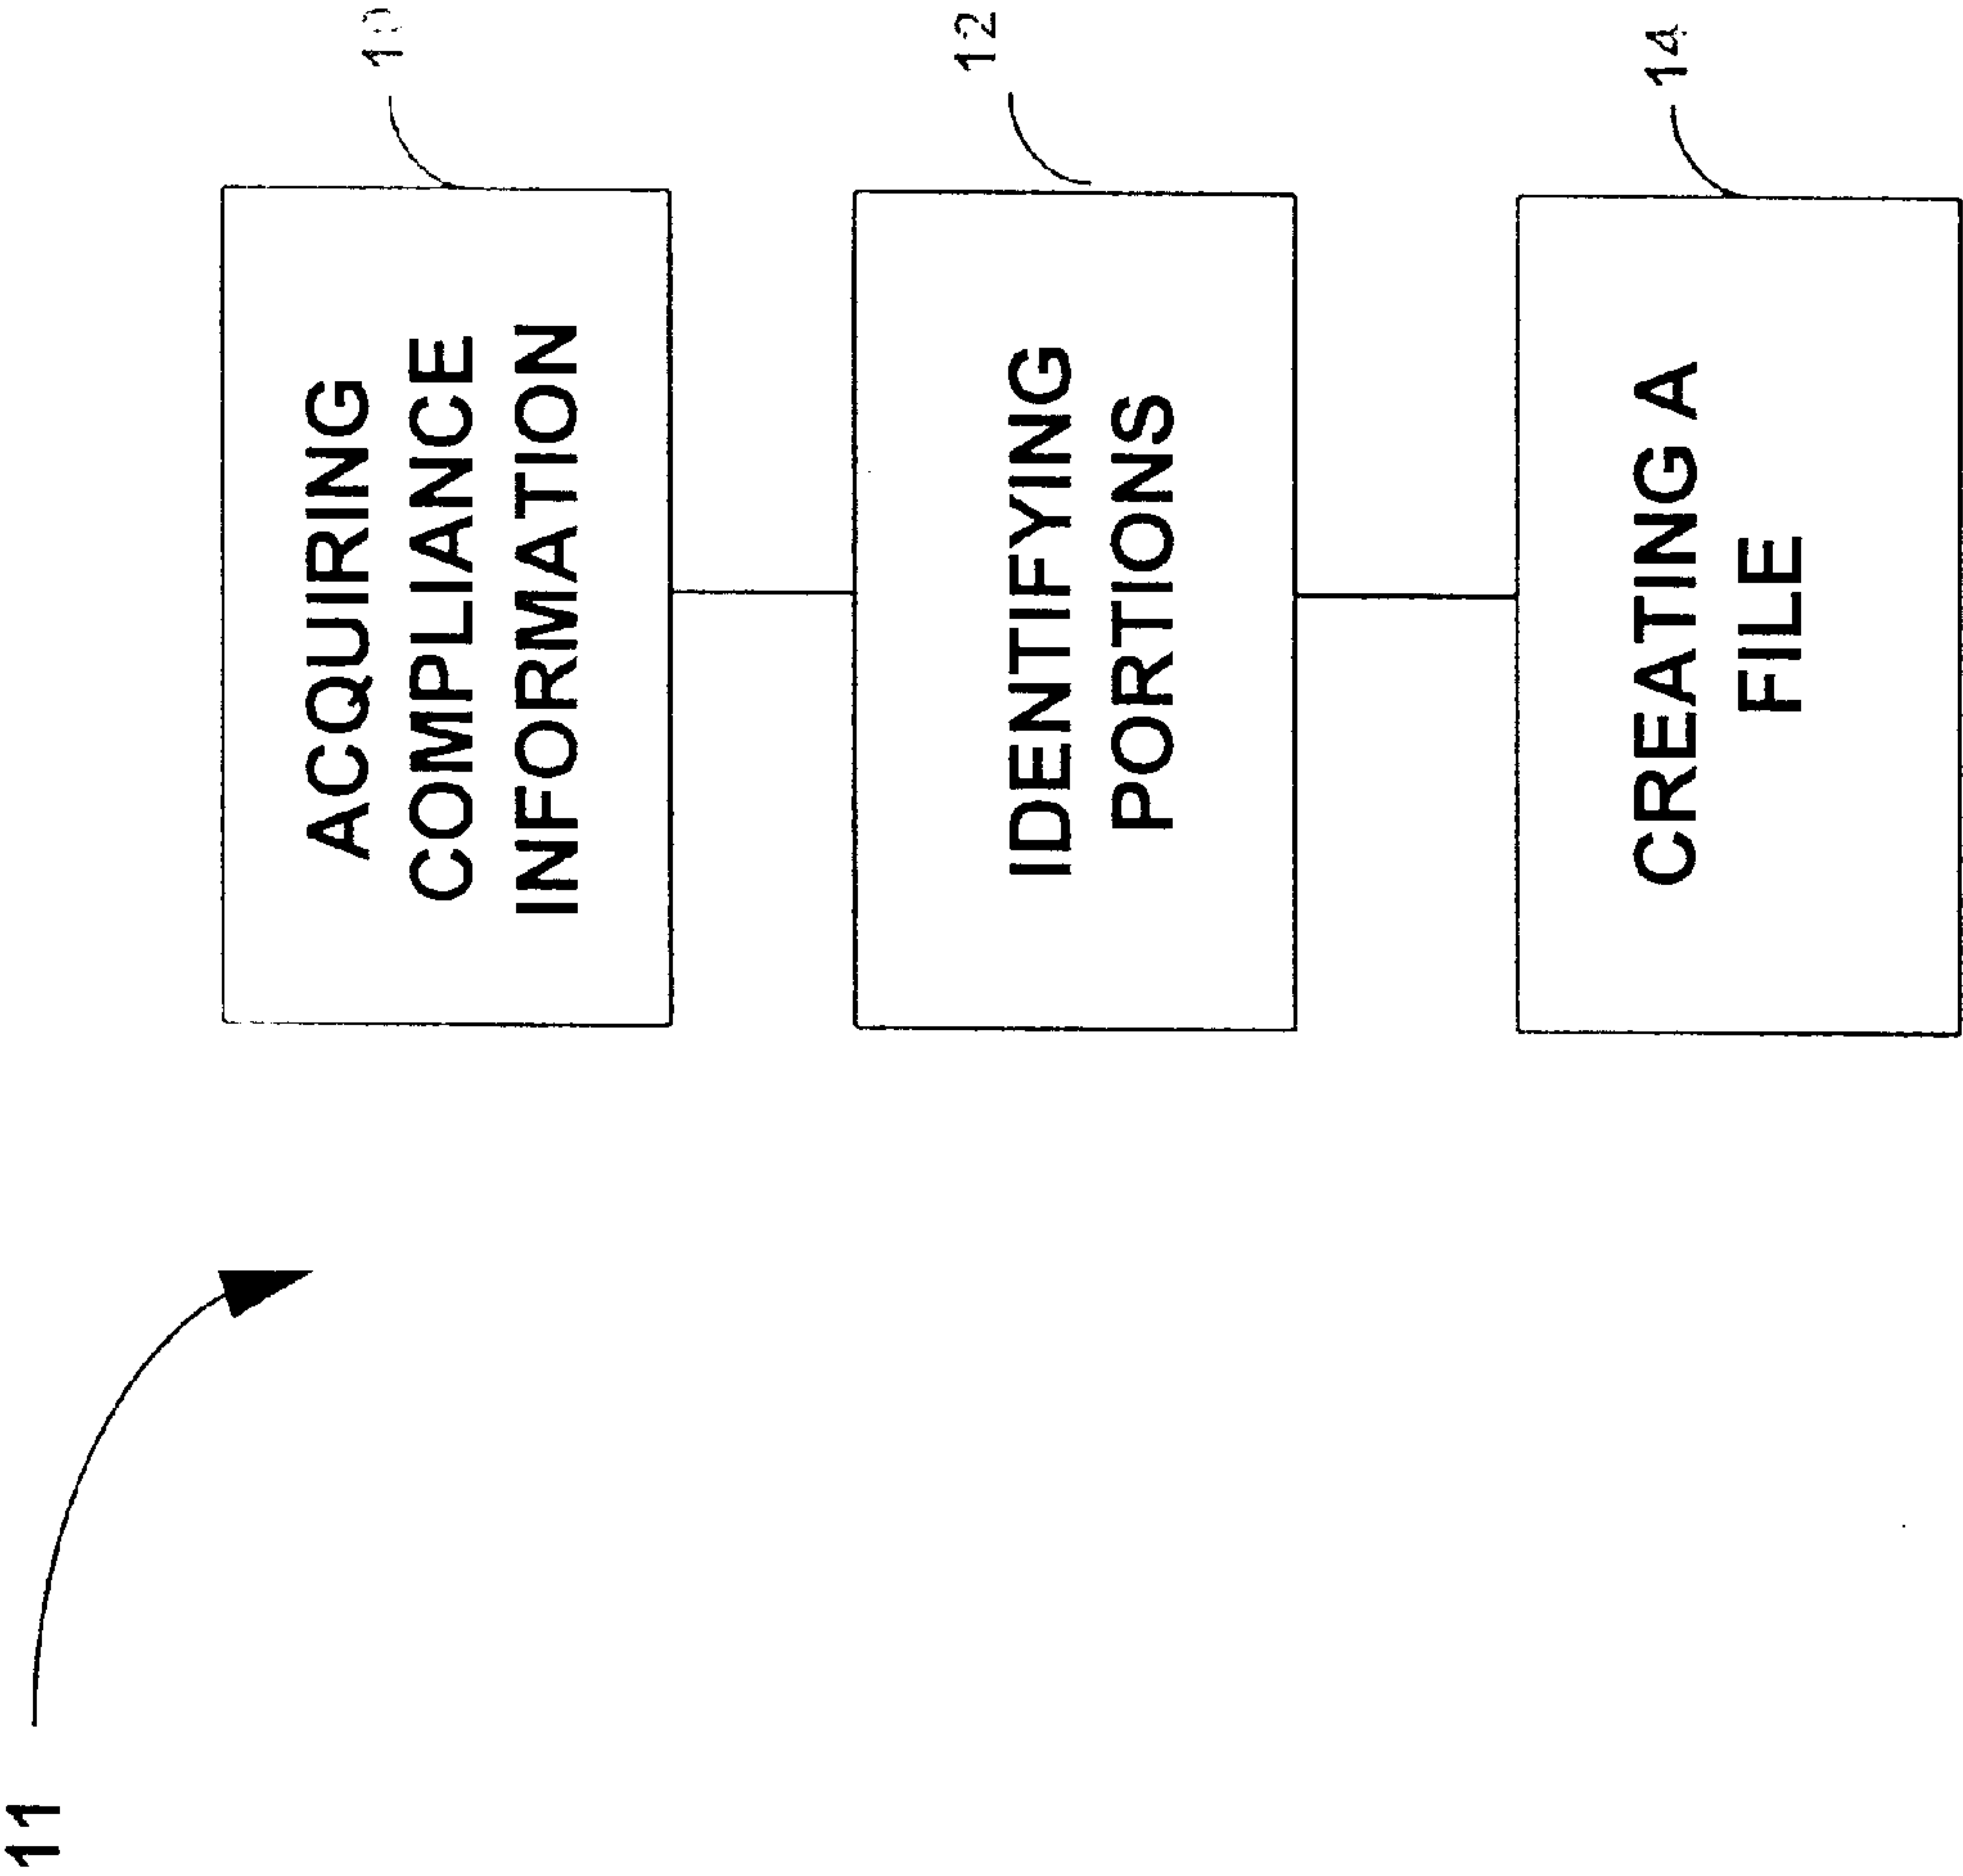 11
ACQUIRING
COMPLIANCE
INFORMATION
IDENTIFYING
PORTIONS
12
CREATING A
FILE
14